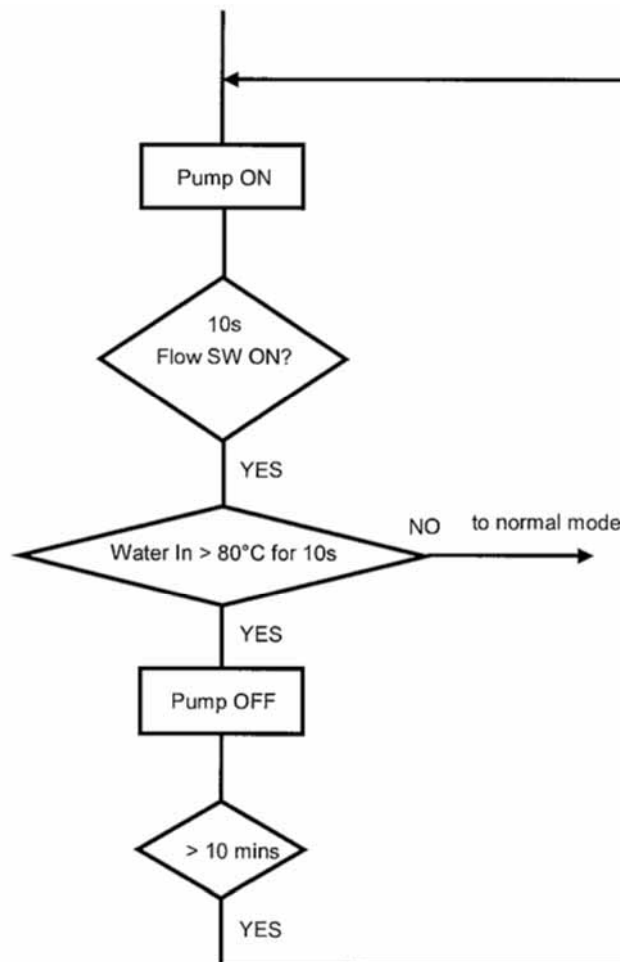 Pump ON
10s
Flow SW ON?
YES
Water In > 80°C for 10s
NO
to normal mode
YES
Pump OFF
> 10 mins
YES